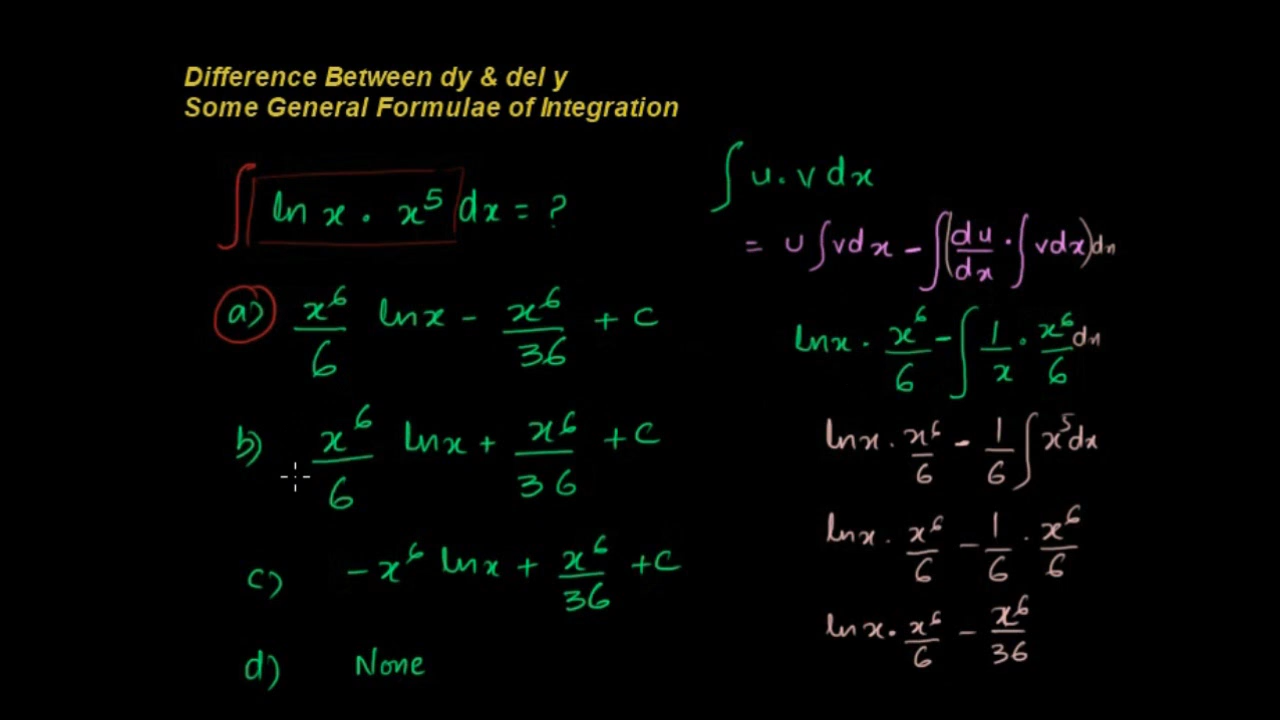 Difference Between dy & del y
Some General Formulae of Integration
∫ ln x · x⁵ dx = ?
a) x⁶/6 ln x - x⁶/36 + c
b) x⁶/6 ln x + x⁶/36 + c
c) - x⁶ ln x + x⁶/36 + c
d) None
∫ u · v dx
= u ∫ v dx - ∫ (du/dx · ∫ v dx) dx
ln x · x⁶/6 - ∫ 1/x · x⁶/6 dx
ln x · x⁶/6 - 1/6 ∫ x⁵ dx
ln x · x⁶/6 - 1/6 · x⁶/6
ln x · x⁶/6 - x⁶/36